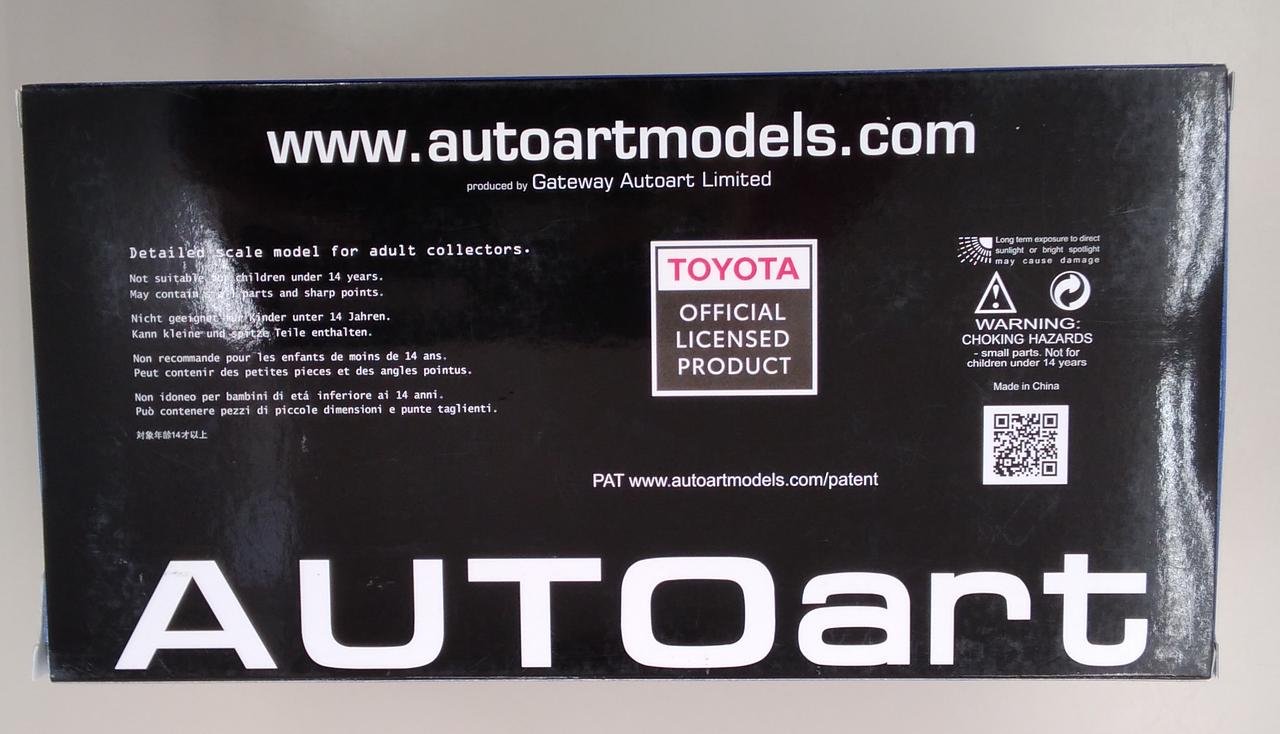 www.autoartmodels.com
produced by Gateway Autoart Limited
Detailed scale model for adult collectors.
Not suitable for children under 14 years.
May contain small parts and sharp points.
Nicht geeignet für Kinder unter 14 Jahren.
Kann kleine und spitze Teile enthalten.
Non recommande pour les enfants de moins de 14 ans.
Peut contenir des petites pieces et des angles pointus.
Non idoneo per bambini di etá inferiore ai 14 anni.
Può contenere pezzi di piccole dimensioni e punte taglienti.
対象年齢14才以上
TOYOTA
OFFICIAL
LICENSED
PRODUCT
PAT www.autoartmodels.com/patent
Long term exposure to direct
sunlight or bright spotlight
may cause damage
WARNING:
CHOKING HAZARDS
- small parts. Not for
children under 14 years
Made in China
AUTOart